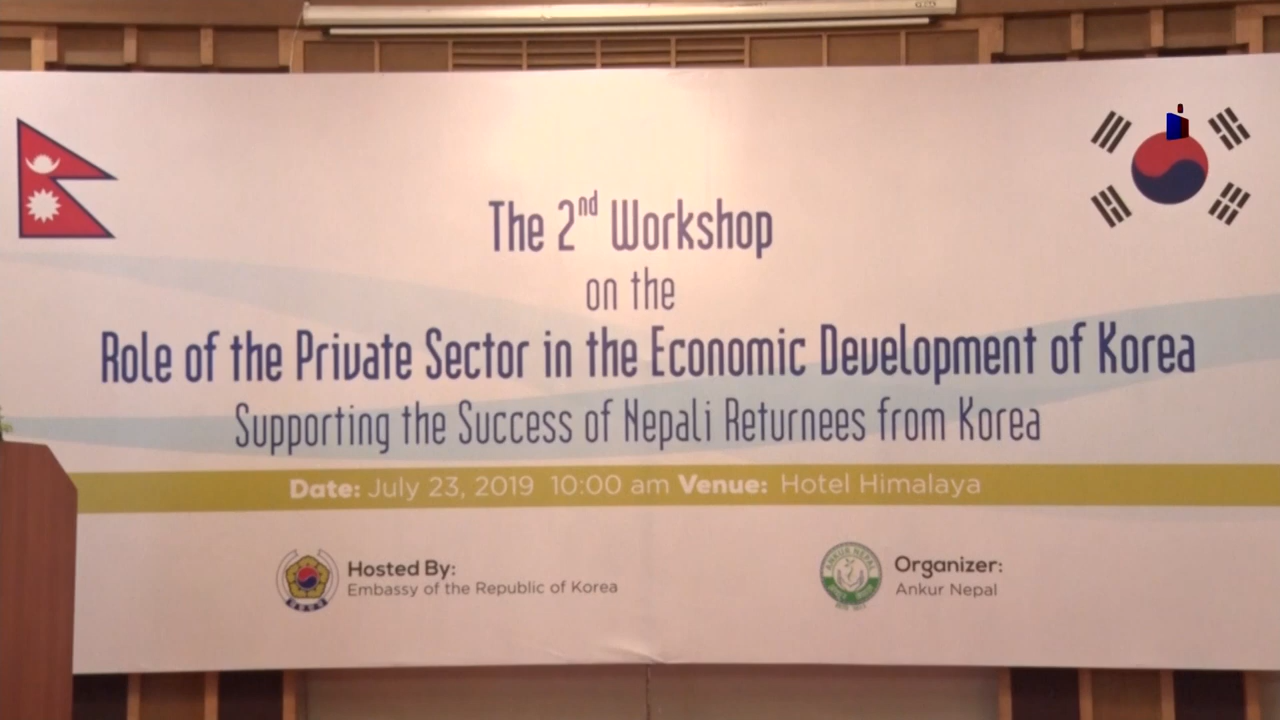 The 2nd Workshop
on the
Role of the Private Sector in the Economic Development of Korea
Supporting the Success of Nepali Returnees from Korea
Date: July 23, 2019 10:00 am Venue: Hotel Himalaya
Hosted By:
Embassy of the Republic of Korea
ANKUR NEPAL
Organizer:
Ankur Nepal